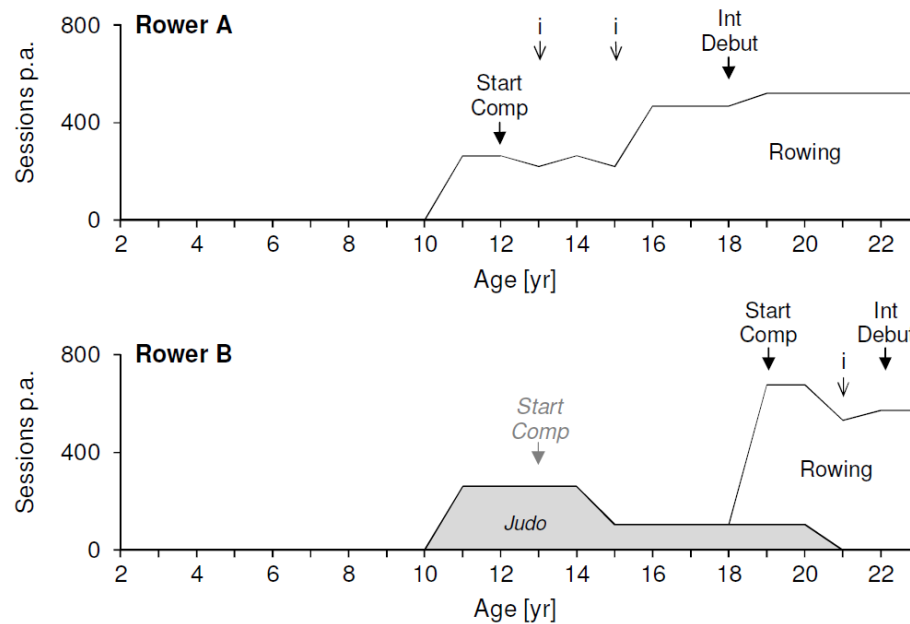 Rower A
Sessions p.a.
800
400
0
i
i
Int
Debut
Start
Comp
Rowing
2 4 6 8 10 12 14 16 18 20 22
Age [yr]
Rower B
Sessions p.a.
800
400
0
Start
Comp
Int
Debut
i
Start
Comp
Rowing
Judo
2 4 6 8 10 12 14 16 18 20 22
Age [yr]